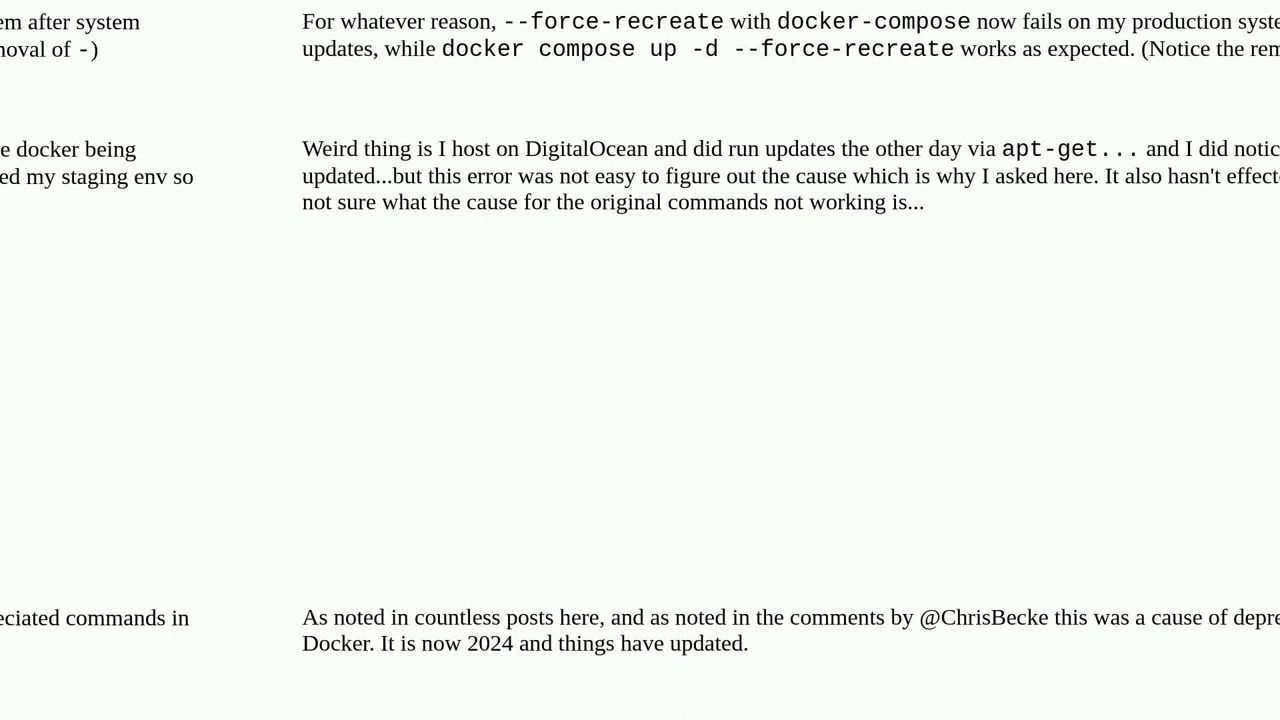 em after system
noval of -)
e docker being
ed my staging env so
eciated commands in
For whatever reason, --force-recreate with docker-compose now fails on my production syste
updates, while docker compose up -d --force-recreate works as expected. (Notice the rem
Weird thing is I host on DigitalOcean and did run updates the other day via apt-get... and I did notic
updated...but this error was not easy to figure out the cause which is why I asked here. It also hasn't effecte
not sure what the cause for the original commands not working is...
As noted in countless posts here, and as noted in the comments by @ChrisBecke this was a cause of depre
Docker. It is now 2024 and things have updated.